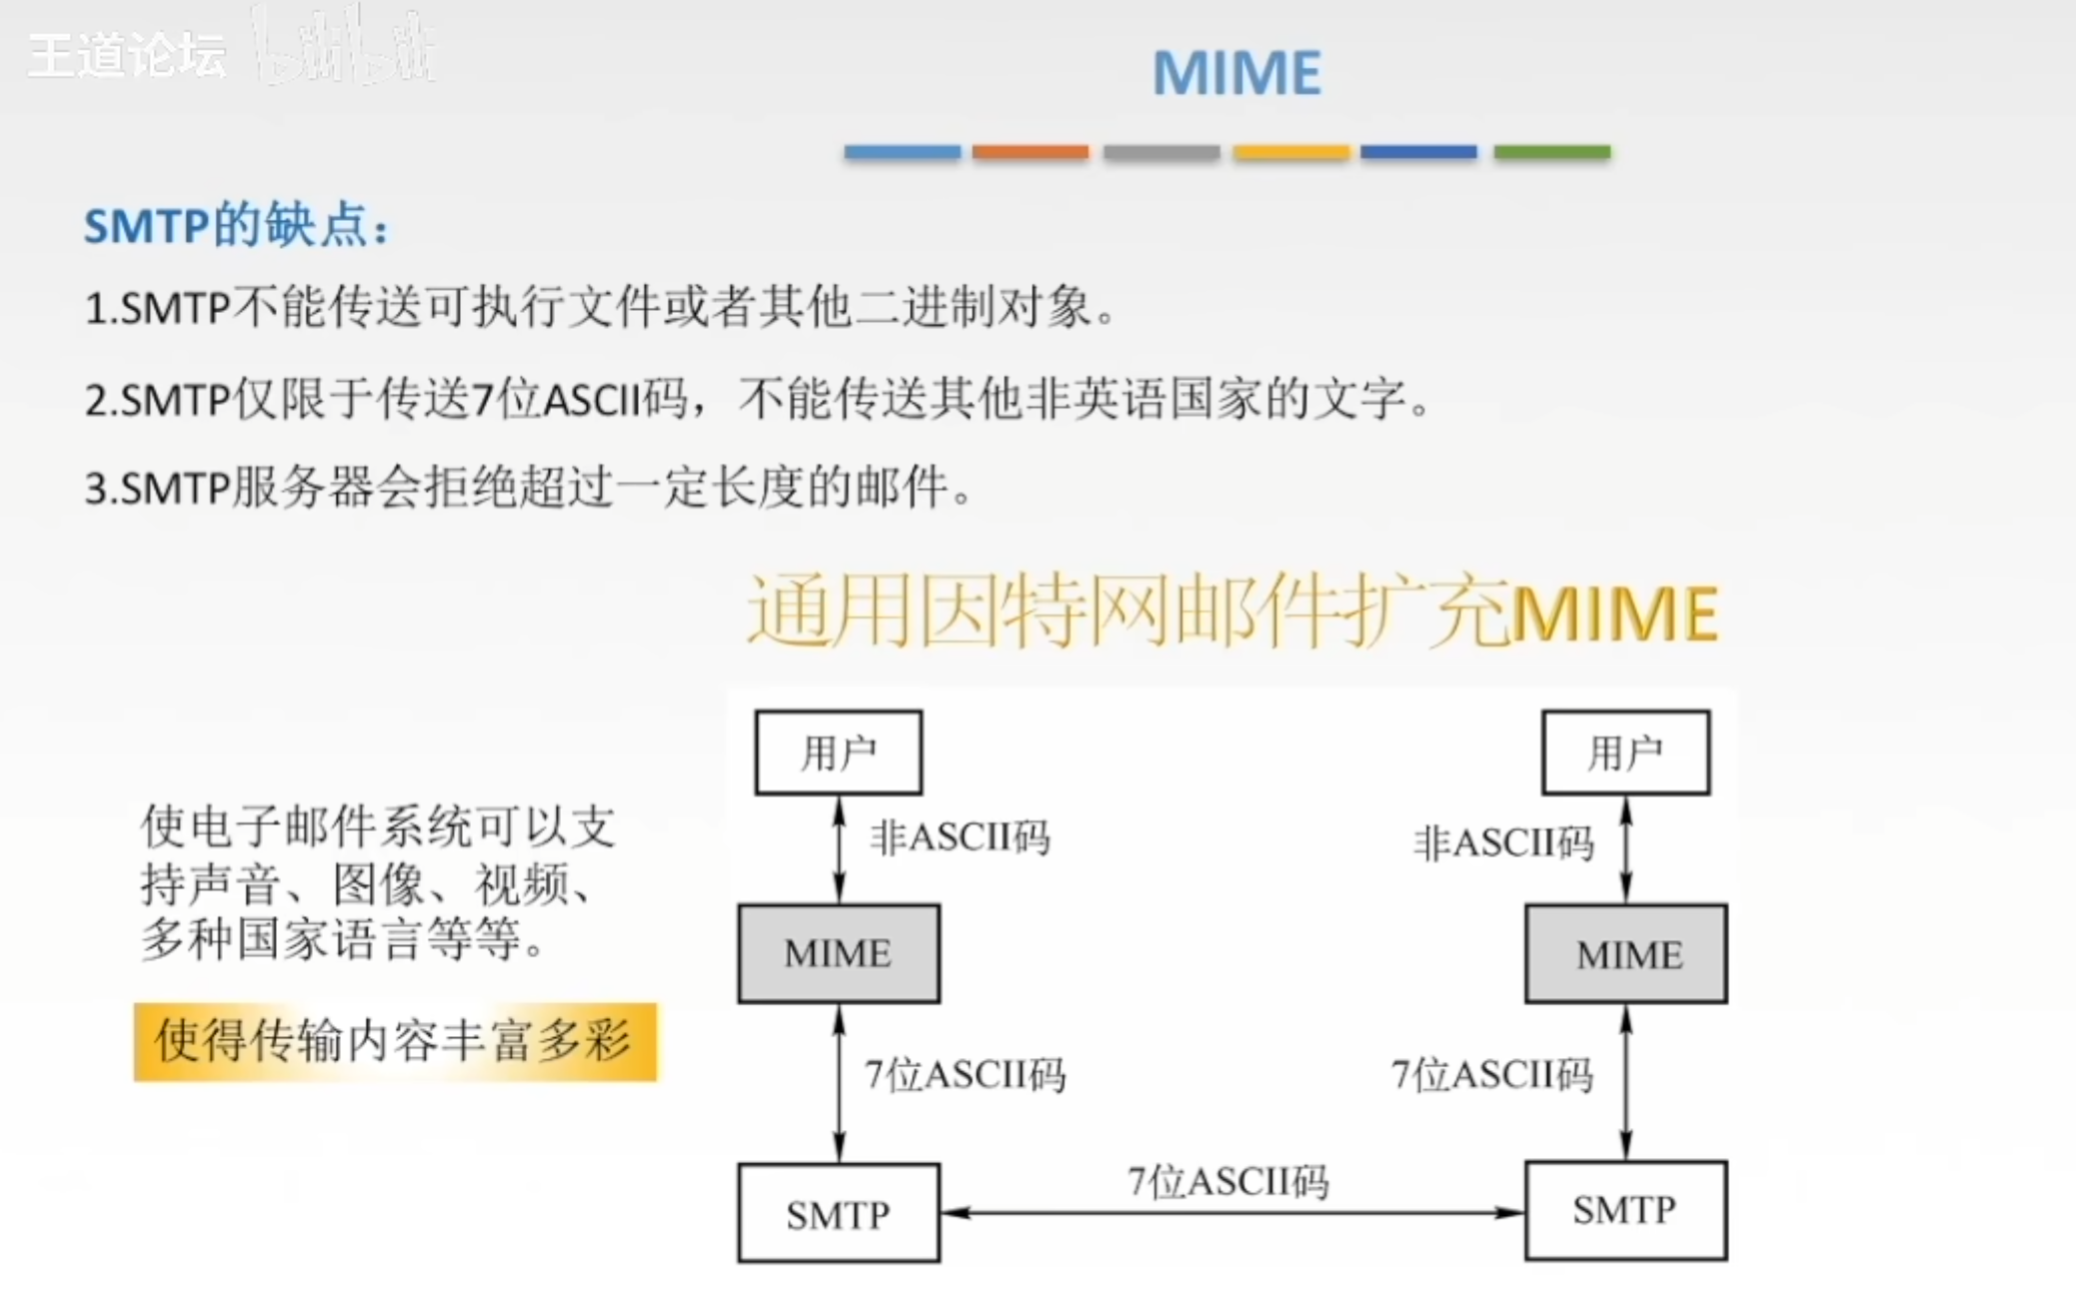 王道论坛 bilibili
MIME
SMTP的缺点：
1.SMTP不能传送可执行文件或者其他二进制对象。
2.SMTP仅限于传送7位ASCII码，不能传送其他非英语国家的文字。
3.SMTP服务器会拒绝超过一定长度的邮件。
通用因特网邮件扩充MIME
使电子邮件系统可以支
持声音、图像、视频、
多种国家语言等等。
使得传输内容丰富多彩
用户
用户
非ASCII码
非ASCII码
MIME
MIME
7位ASCII码
7位ASCII码
7位ASCII码
SMTP
SMTP